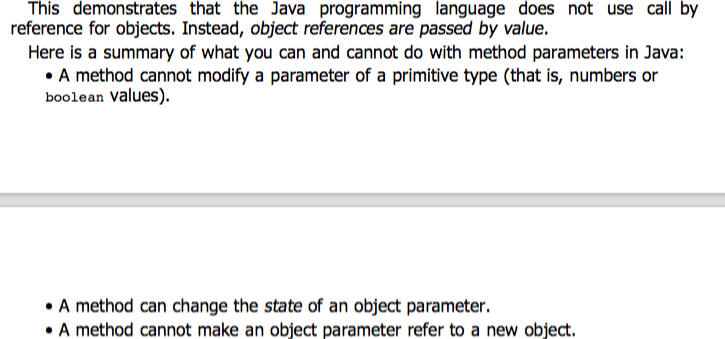 This demonstrates that the Java programming language does not use call by
reference for objects. Instead, object references are passed by value.
Here is a summary of what you can and cannot do with method parameters in Java:
• A method cannot modify a parameter of a primitive type (that is, numbers or
boolean values).
• A method can change the state of an object parameter.
• A method cannot make an object parameter refer to a new object.